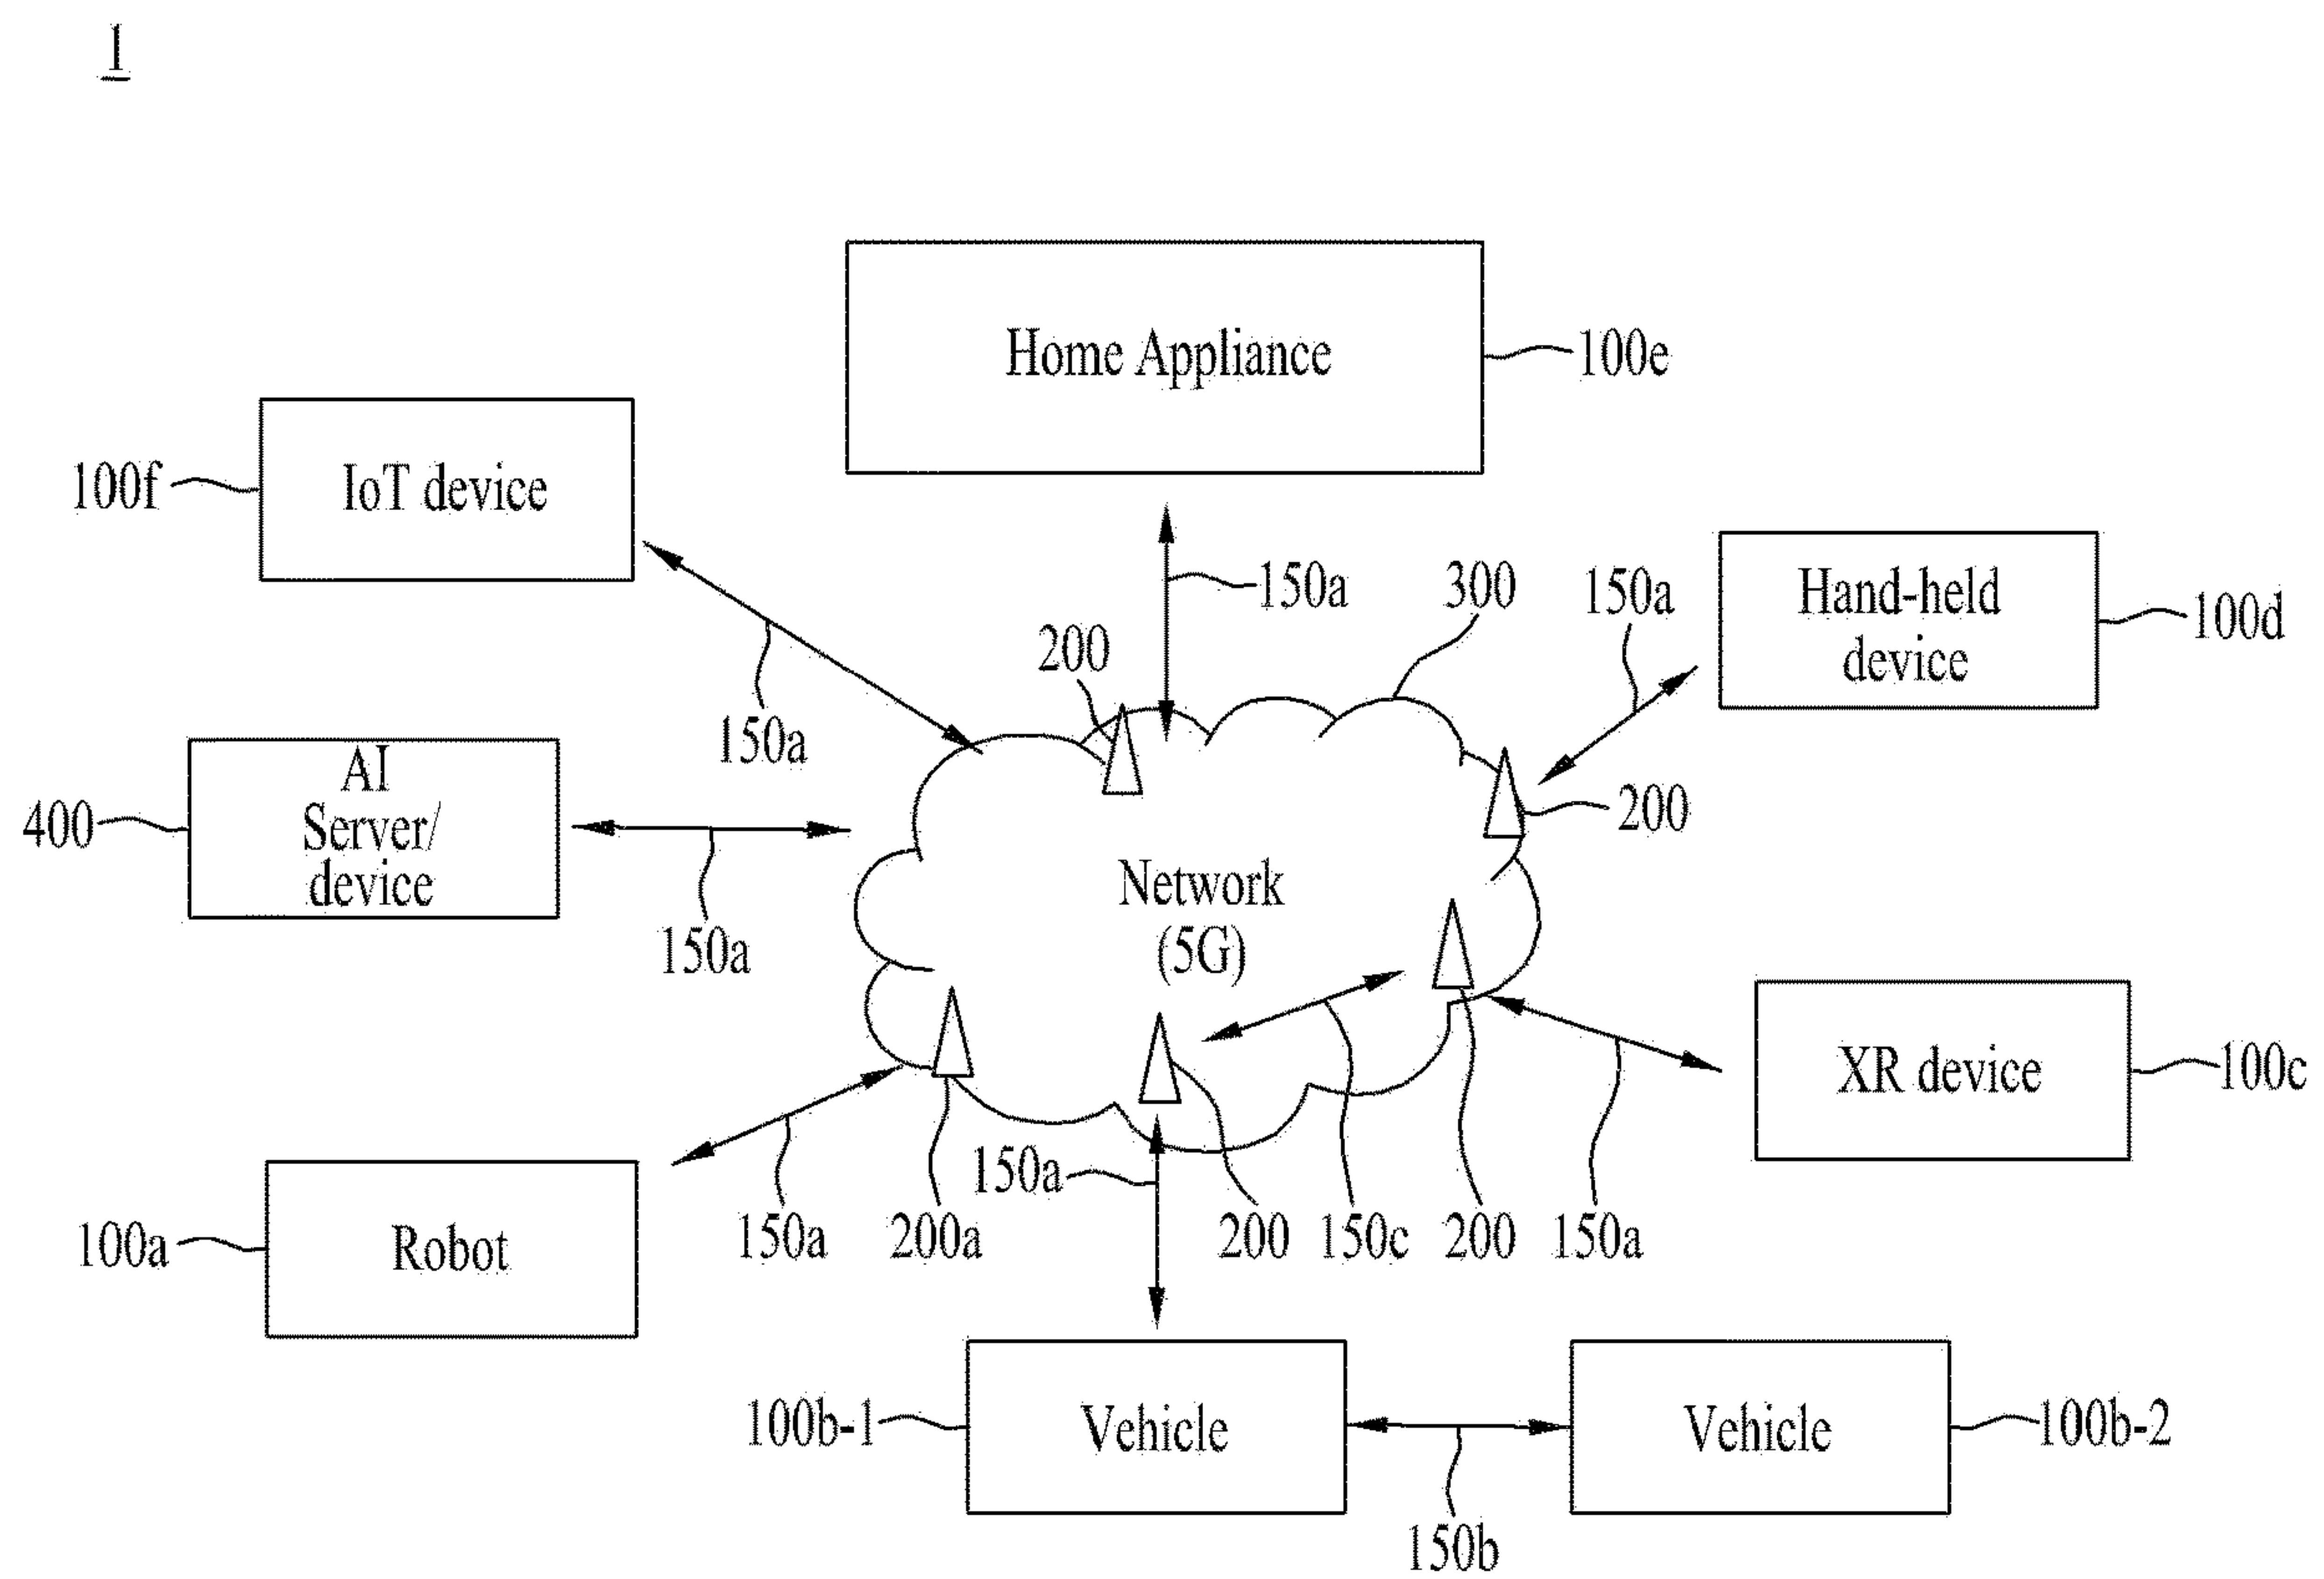 1
Home Appliance
100e
100f
IoT device
150a
300
150a
Hand-held
device
100d
200
150a
AI
Server/
device
400
200
Network
(5G)
150a
XR device
100c
150a
100a
Robot
150a
200a
200
150c
200
150a
100b-1
Vehicle
Vehicle
100b-2
150b